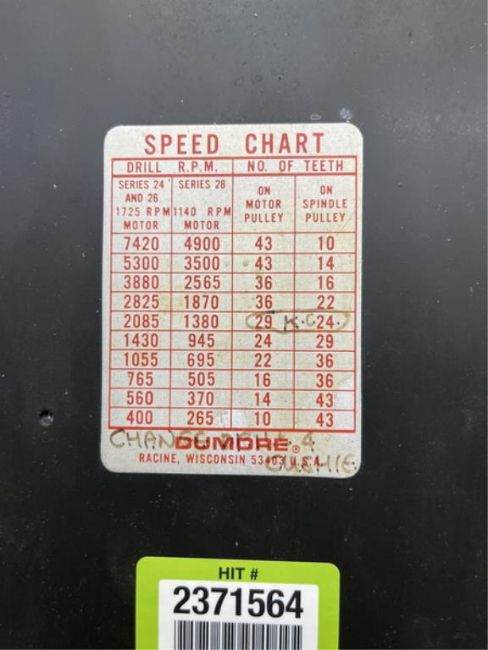 SPEED CHART
DRILL R.P.M. NO. OF TEETH
SERIES 24 AND 26 1725 RPM MOTOR SERIES 28 1140 RPM MOTOR ON MOTOR PULLEY ON SPINDLE PULLEY
7420 4900 43 10
5300 3500 43 14
3880 2565 36 16
2825 1870 36 22
2085 1380 29 K.C. 24
1430 945 24 29
1055 695 22 36
765 505 16 36
560 370 14 43
400 265 10 43
DUMORE®
RACINE, WISCONSIN 53403 U.S.A.
HIT #
2371564